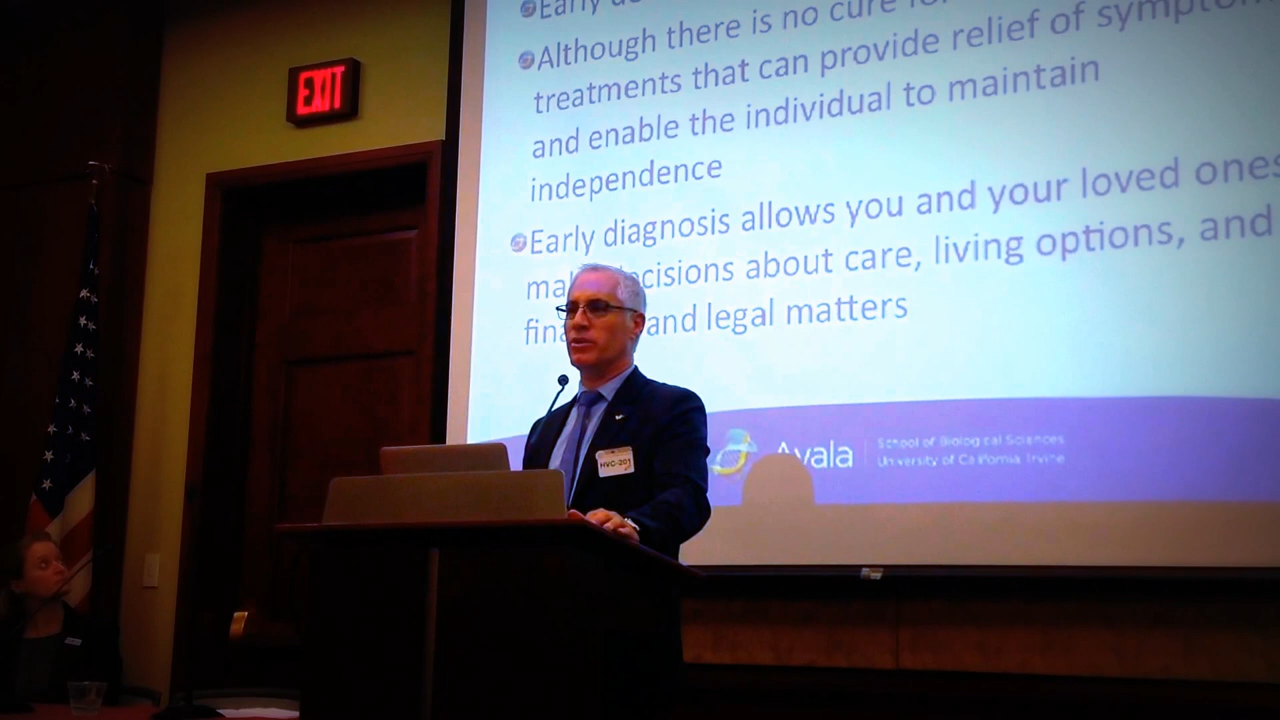 EXIT
Early
Although there is no cure
treatments that can provide relief of
and enable the individual to maintain
independence
Early diagnosis allows you and your loved ones
decisions about care, living options, and
and legal matters
HVC-201
School of Biological Sciences
University of California Irvine